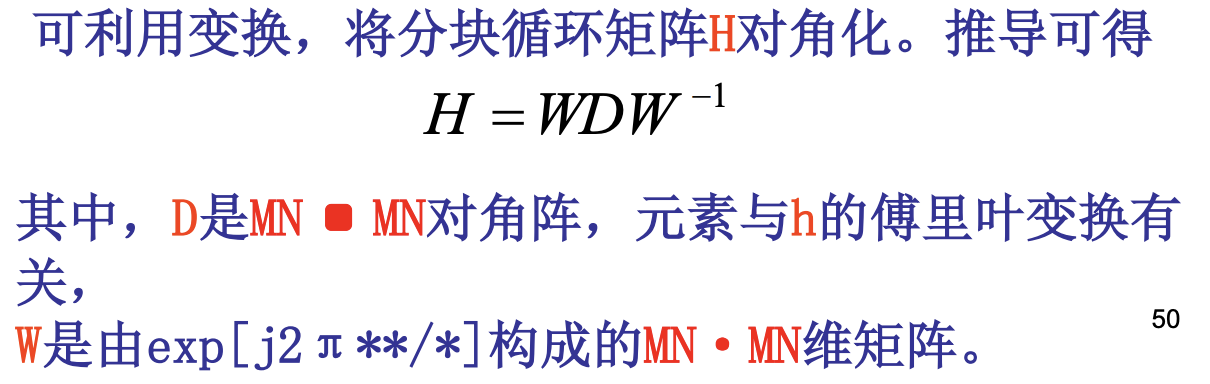 可利用变换，将分块循环矩阵H对角化。推导可得
H = WDW⁻¹
其中，D是MN ■ MN对角阵，元素与h的傅里叶变换有
关，
W是由exp[j2π**/*]构成的MN•MN维矩阵。
50